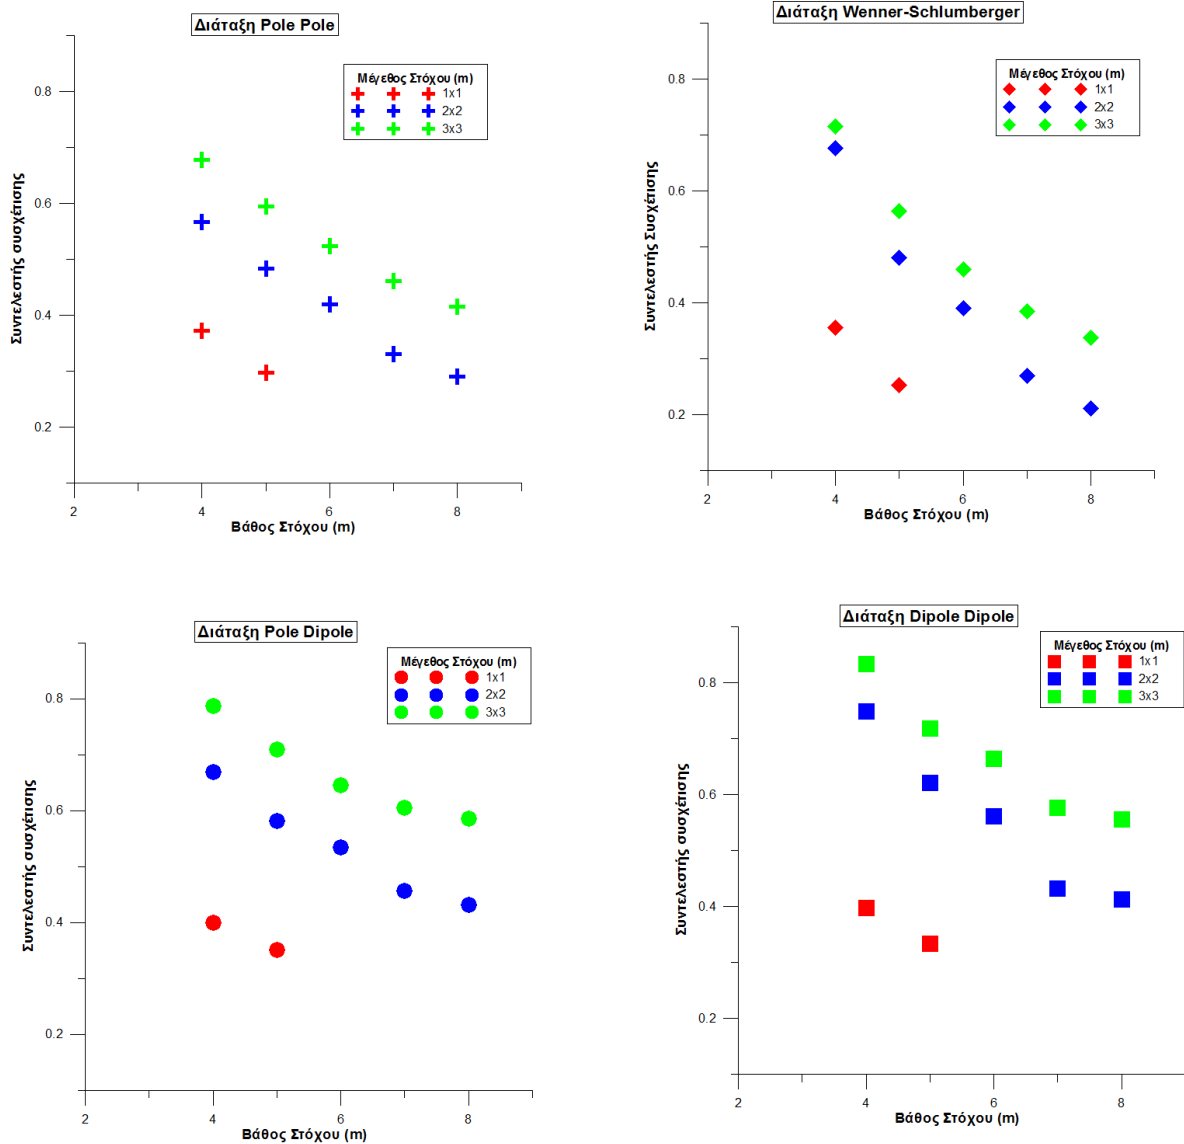 Διάταξη Pole Pole
Μέγεθος Στόχου (m)
1x1
2x2
3x3
0.8
0.6
0.4
0.2
Συντελεστής συσχέτισης
2
4
6
8
Βάθος Στόχου (m)
Διάταξη Wenner-Schlumberger
Μέγεθος Στόχου (m)
1x1
2x2
3x3
0.8
0.6
0.4
0.2
Συντελεστής Συσχέτισης
2
4
6
8
Βάθος Στόχου (m)
Διάταξη Pole Dipole
Μέγεθος Στόχου (m)
1x1
2x2
3x3
0.8
0.6
0.4
0.2
Συντελεστής συσχέτισης
2
4
6
8
Βάθος Στόχου (m)
Διάταξη Dipole Dipole
Μέγεθος Στόχου (m)
1x1
2x2
3x3
0.8
0.6
0.4
0.2
Συντελεστής συσχέτισης
2
4
6
8
Βάθος Στόχου (m)